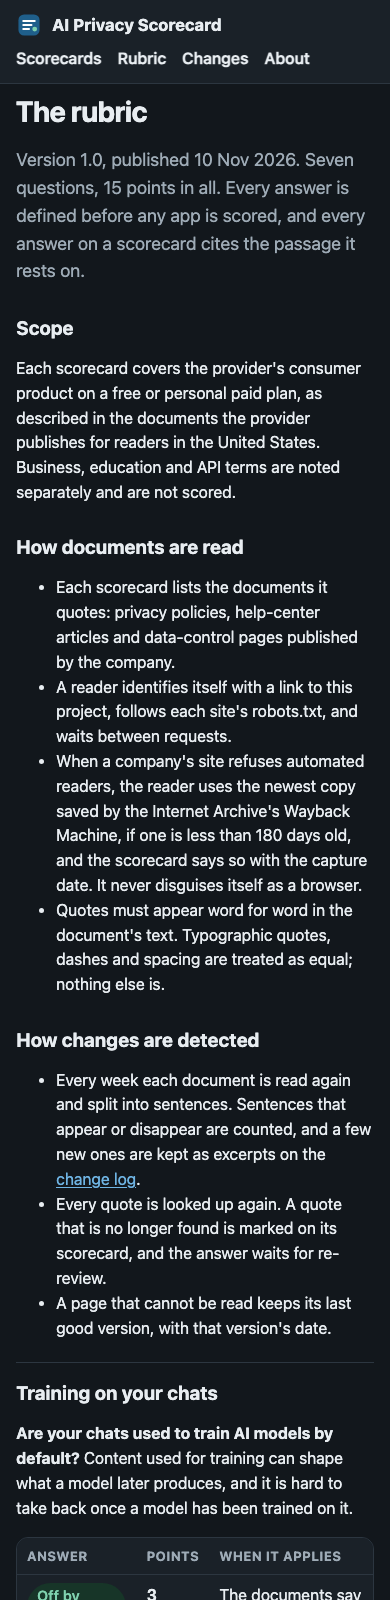 AI Privacy Scorecard
Scorecards Rubric Changes About
The rubric
Version 1.0, published 10 Nov 2026. Seven
questions, 15 points in all. Every answer is
defined before any app is scored, and every
answer on a scorecard cites the passage it
rests on.
Scope
Each scorecard covers the provider's consumer
product on a free or personal paid plan, as
described in the documents the provider
publishes for readers in the United States.
Business, education and API terms are noted
separately and are not scored.
How documents are read
• Each scorecard lists the documents it
quotes: privacy policies, help-center
articles and data-control pages published
by the company.
• A reader identifies itself with a link to this
project, follows each site's robots.txt, and
waits between requests.
• When a company's site refuses automated
readers, the reader uses the newest copy
saved by the Internet Archive's Wayback
Machine, if one is less than 180 days old,
and the scorecard says so with the capture
date. It never disguises itself as a browser.
• Quotes must appear word for word in the
document's text. Typographic quotes,
dashes and spacing are treated as equal;
nothing else is.
How changes are detected
• Every week each document is read again
and split into sentences. Sentences that
appear or disappear are counted, and a few
new ones are kept as excerpts on the
change log.
• Every quote is looked up again. A quote
that is no longer found is marked on its
scorecard, and the answer waits for re-
review.
• A page that cannot be read keeps its last
good version, with that version's date.
Training on your chats
Are your chats used to train AI models by
default? Content used for training can shape
what a model later produces, and it is hard to
take back once a model has been trained on it.
ANSWER POINTS WHEN IT APPLIES
Off by 3 The documents say